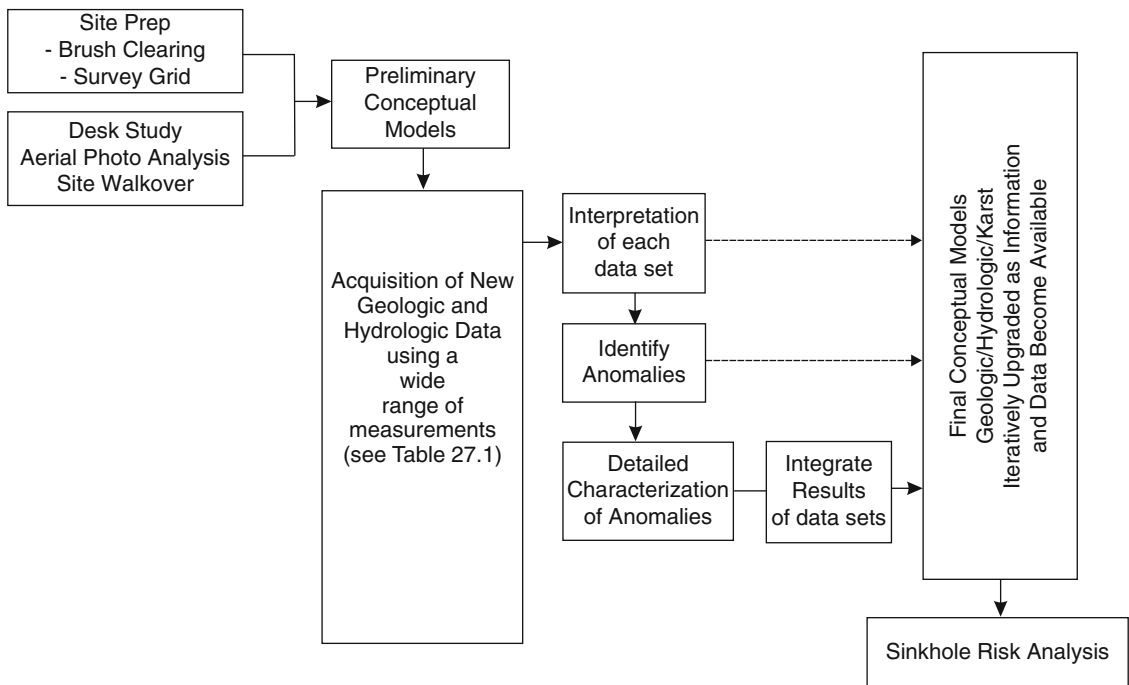 Site Prep
- Brush Clearing
- Survey Grid
Desk Study
Aerial Photo Analysis
Site Walkover
Preliminary
Conceptual
Models
Acquisition of New
Geologic and
Hydrologic Data
using a
wide
range of
measurements
(see Table 27.1)
Interpretation
of each
data set
Identify
Anomalies
Detailed
Characterization
of Anomalies
Integrate
Results
of data sets
Final Conceptual Models
Geologic/Hydrologic/Karst
Iteratively Upgraded as Information
and Data Become Available
Sinkhole Risk Analysis